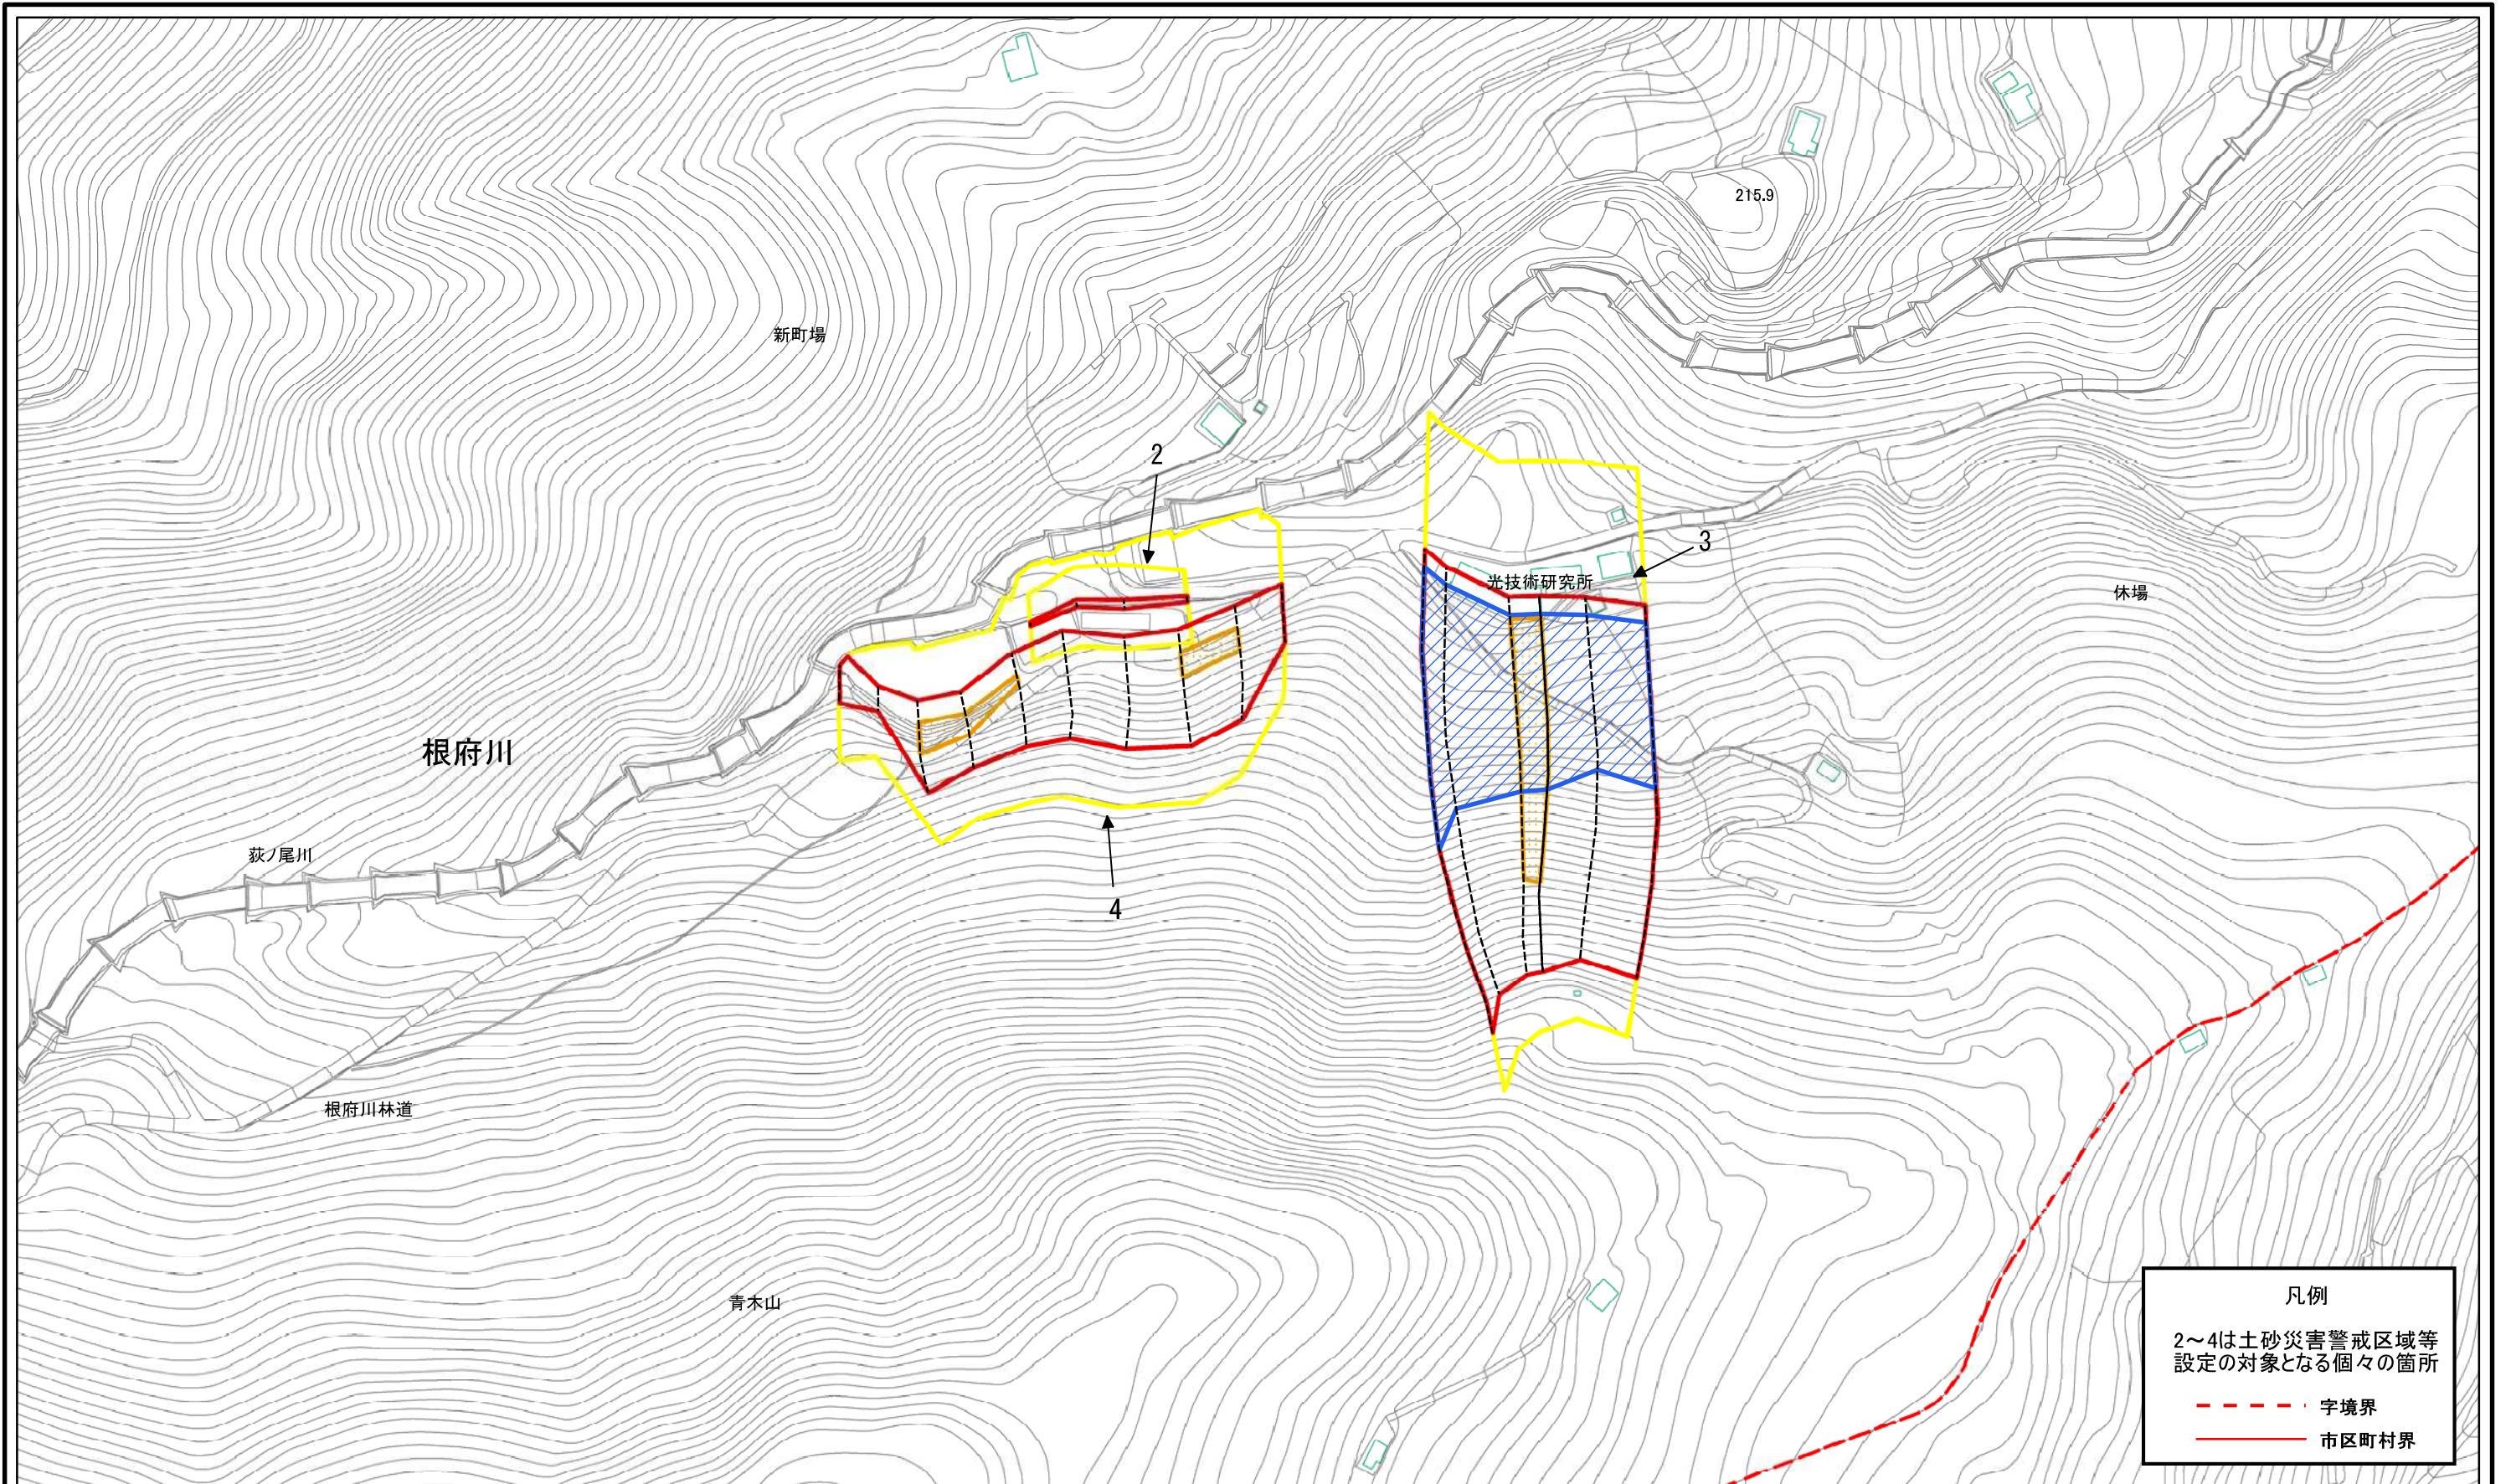 215.9
新町場
2
3
光技術研究所
休場
根府川
荻ノ尾川
4
根府川林道
青木山
凡例
2～4は土砂災害警戒区域等
設定の対象となる個々の箇所
字境界
市区町村界